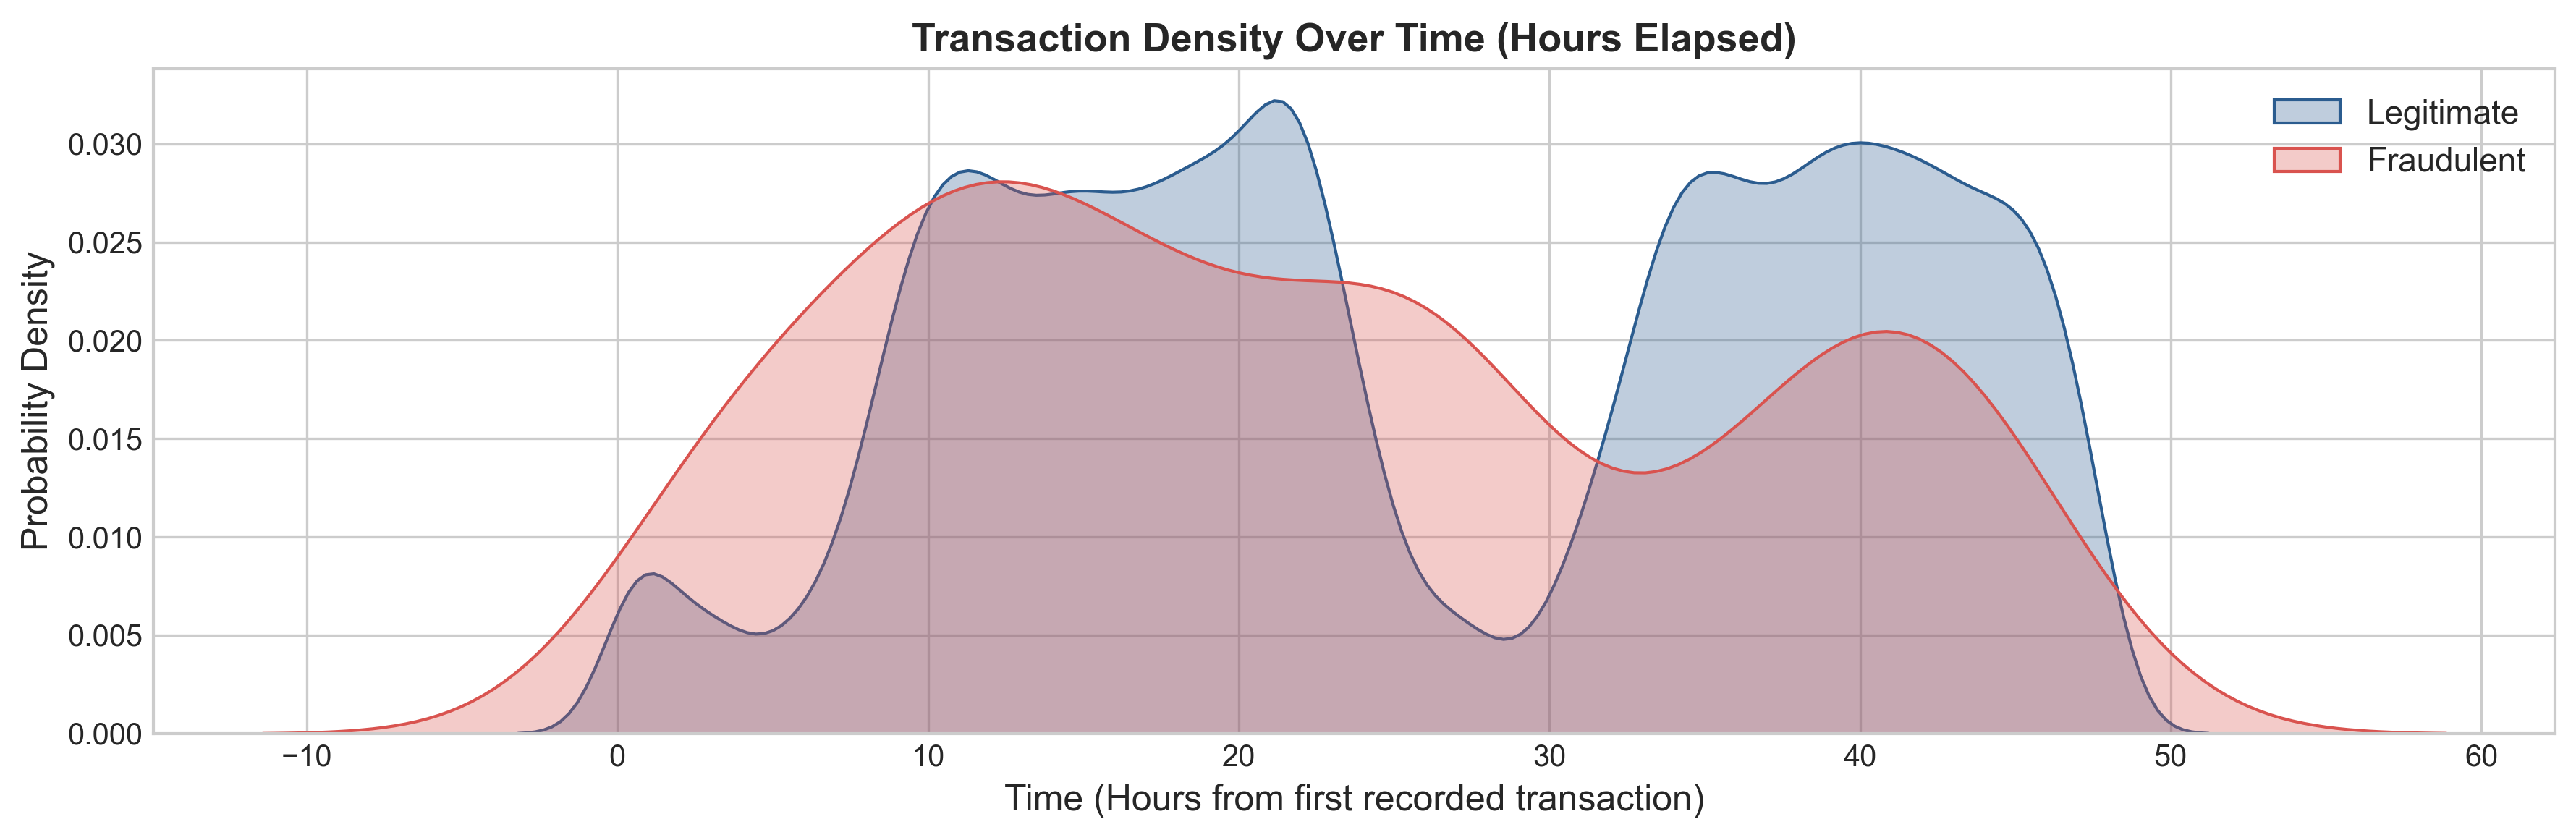 Transaction Density Over Time (Hours Elapsed)
Legitimate
Fraudulent
Probability Density
0.030
0.025
0.020
0.015
0.010
0.005
0.000
−10 0 10 20 30 40 50 60
Time (Hours from first recorded transaction)